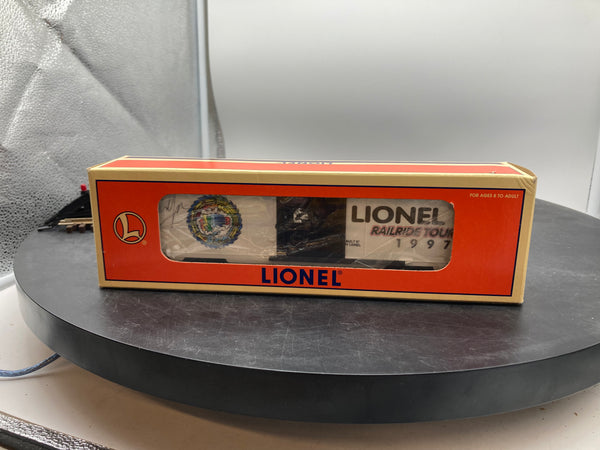 FOR AGES 8 TO ADULT
L
LIONEL
RAILRIDE TOUR
1997
LIONEL